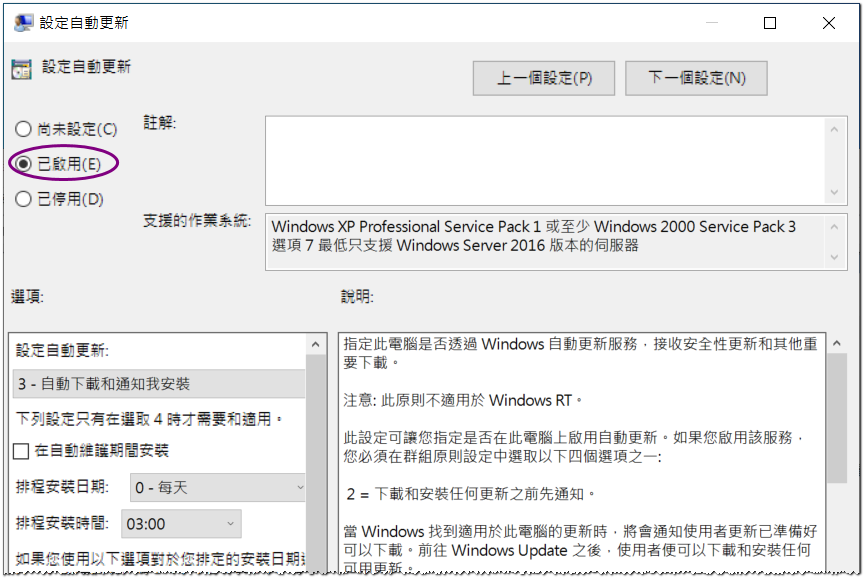 設定自動更新
設定自動更新
上一個設定(P)
下一個設定(N)
尚未設定(C)
註解:
已啟用(E)
已停用(D)
支援的作業系統:
Windows XP Professional Service Pack 1 或至少 Windows 2000 Service Pack 3
選項 7 最低只支援 Windows Server 2016 版本的伺服器
選項:
說明:
設定自動更新:
3 - 自動下載和通知我安裝
下列設定只有在選取 4 時才需要和適用。
在自動維護期間安裝
排程安裝日期:
0 - 每天
排程安裝時間:
03:00
如果您使用以下選項對於您排定的安裝日期
指定此電腦是否透過 Windows 自動更新服務，接收安全性更新和其他重
要下載。
注意: 此原則不適用於 Windows RT。
此設定可讓您指定是否在此電腦上啟用自動更新。如果您啟用該服務，
您必須在群組原則設定中選取以下四個選項之一:
2 = 下載和安裝任何更新之前先通知。
當 Windows 找到適用於此電腦的更新時，將會通知使用者更新已準備好
可以下載。前往 Windows Update 之後，使用者便可以下載和安裝任何
可用更新。